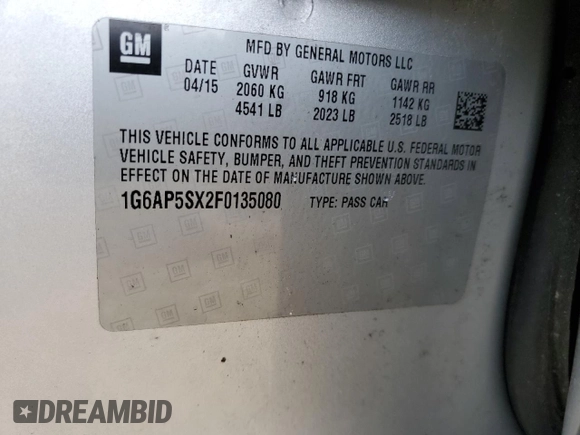 GM
MFD BY GENERAL MOTORS LLC
DATE GVWR GAWR FRT GAWR RR
04/15 2060 KG 918 KG 1142 KG
4541 LB 2023 LB 2518 LB
THIS VEHICLE CONFORMS TO ALL APPLICABLE U.S. FEDERAL MOTOR
VEHICLE SAFETY, BUMPER, AND THEFT PREVENTION STANDARDS IN
EFFECT ON THE DATE OF MANUFACTURE SHOWN ABOVE.
1G6AP5SX2F0135080 TYPE: PASS CAR
DREAMBID